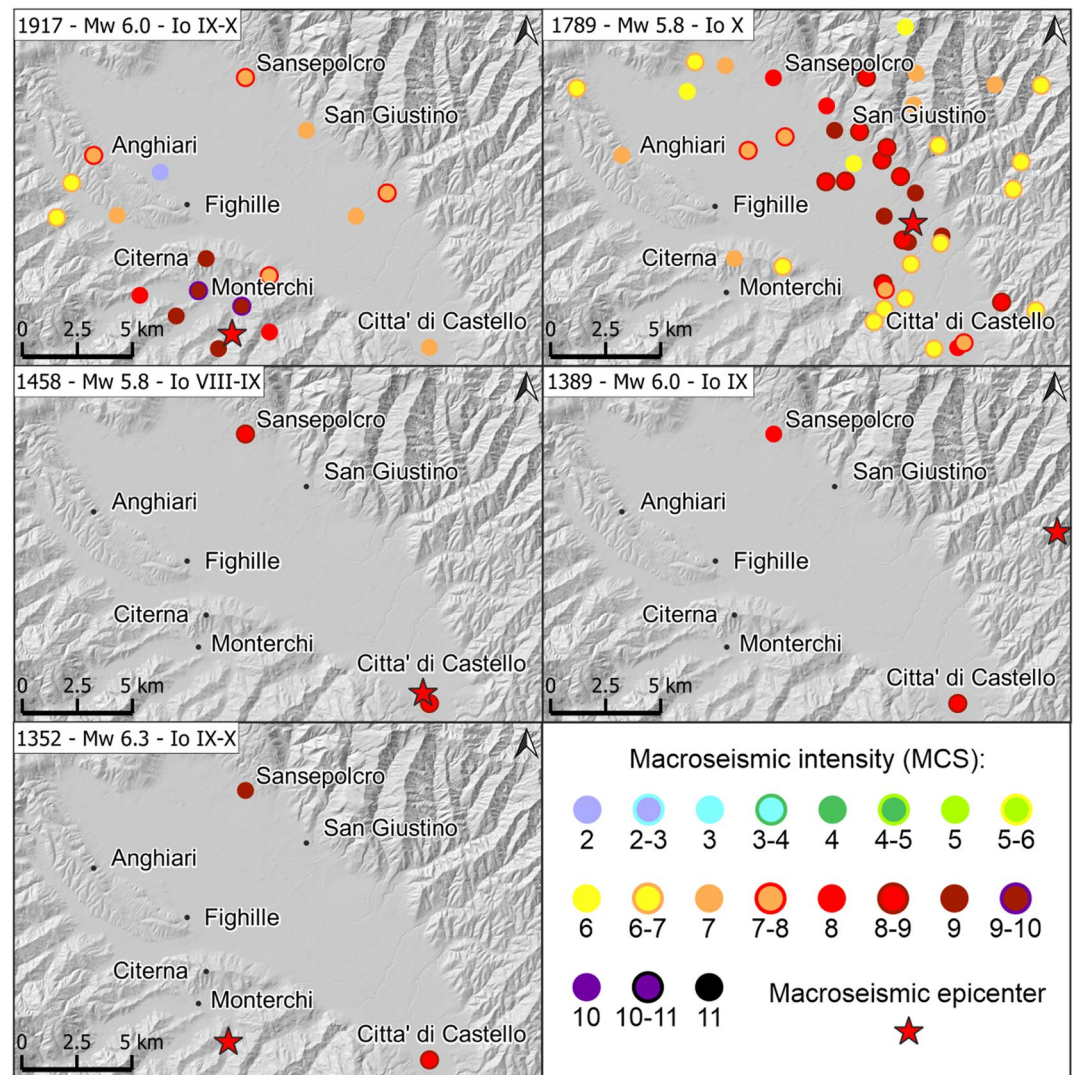 1917 - Mw 6.0 - Io IX-X
Sansepolcro
San Giustino
Anghiari
Fighille
Citerna
Monterchi
Citta' di Castello
0 2.5 5 km
1789 - Mw 5.8 - Io X
Sansepolcro
San Giustino
Anghiari
Fighille
Citerna
Monterchi
Citta' di Castello
0 2.5 5 km
1458 - Mw 5.8 - Io VIII-IX
Sansepolcro
San Giustino
Anghiari
Fighille
Citerna
Monterchi
Citta' di Castello
0 2.5 5 km
1389 - Mw 6.0 - Io IX
Sansepolcro
San Giustino
Anghiari
Fighille
Citerna
Monterchi
Citta' di Castello
0 2.5 5 km
1352 - Mw 6.3 - Io IX-X
Sansepolcro
San Giustino
Anghiari
Fighille
Citerna
Monterchi
Citta' di Castello
0 2.5 5 km
Macroseismic intensity (MCS):
2 2-3 3 3-4 4 4-5 5 5-6
6 6-7 7 7-8 8 8-9 9 9-10
10 10-11 11
Macroseismic epicenter